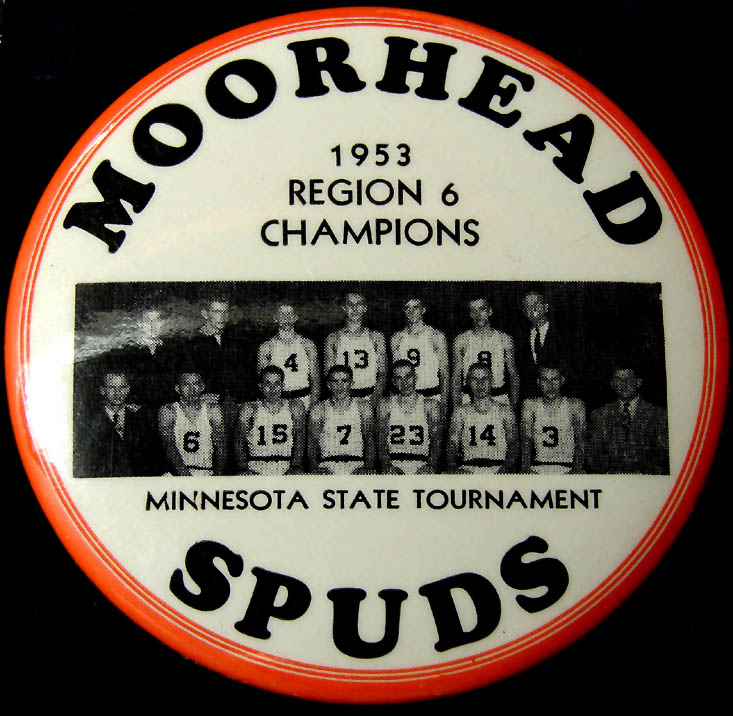 MOORHEAD
1953
REGION 6
CHAMPIONS
4 13 9 8
6 15 7 23 14 3
MINNESOTA STATE TOURNAMENT
SPUDS